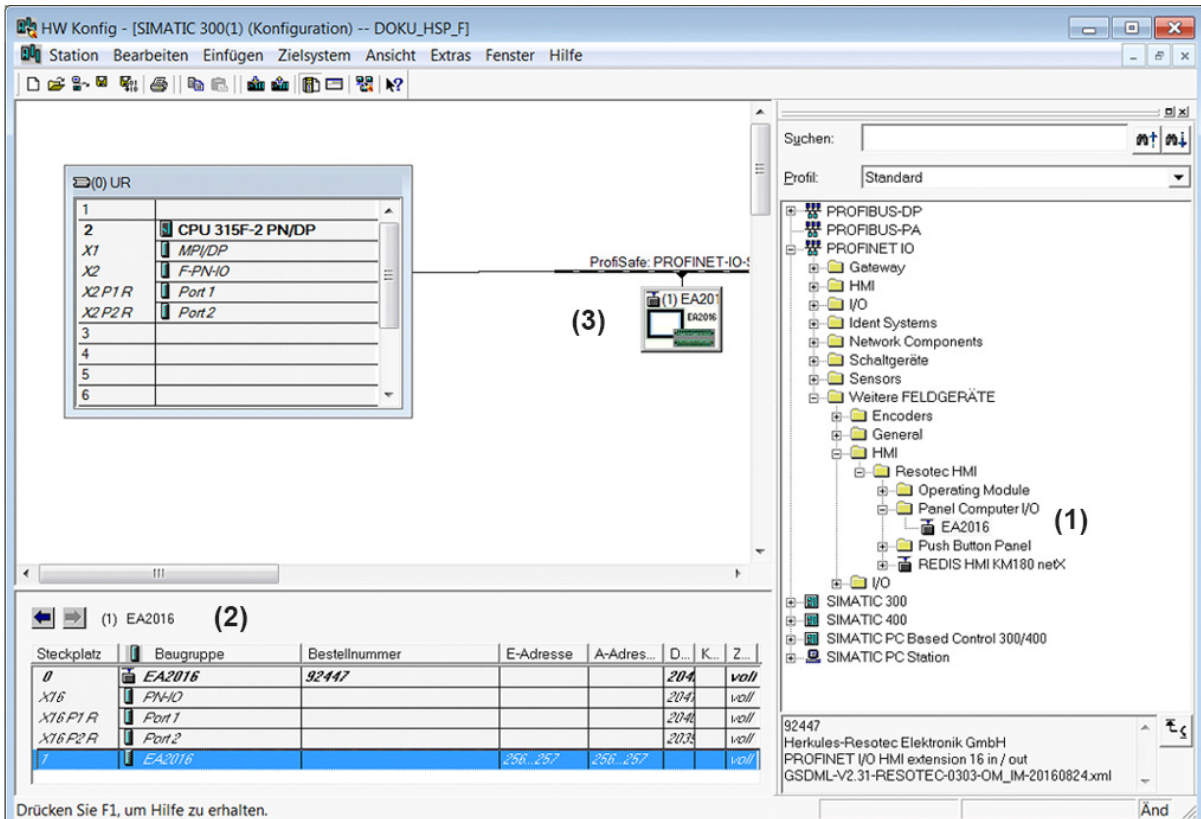 HW Konfig - [SIMATIC 300(1) (Konfiguration) -- DOKU_HSP_F]
Station Bearbeiten Einfügen Zielsystem Ansicht Extras Fenster Hilfe
(0) UR
1
2 CPU 315F-2 PN/DP
X1 MPI/DP
X2 F-PN-IO
X2 P1 R Port 1
X2 P2 R Port 2
3
4
5
6
ProfiSafe: PROFINET-IO-S
(1) EA201
EA2016
(3)
Suchen:
Profil: Standard
PROFIBUS-DP
PROFIBUS-PA
PROFINET IO
Gateway
HMI
I/O
Ident Systems
Network Components
Schaltgeräte
Sensors
Weitere FELDGERÄTE
Encoders
General
HMI
Resotec HMI
Operating Module
Panel Computer I/O
EA2016 (1)
Push Button Panel
REDIS HMI KM180 netX
I/O
SIMATIC 300
SIMATIC 400
SIMATIC PC Based Control 300/400
SIMATIC PC Station
92447
Herkules-Resotec Elektronik GmbH
PROFINET I/O HMI extension 16 in / out
GSDML-V2.31-RESOTEC-0303-OM_IM-20160824.xml
(1) EA2016 (2)
Steckplatz Baugruppe Bestellnummer E-Adresse A-Adres... D... K... Z...
0 EA2016 92447 204 voll
X16 PN-IO 204 voll
X16 P1 R Port 1 204 voll
X16 P2 R Port 2 203 voll
1 EA2016 256...257 256...257 voll
Drücken Sie F1, um Hilfe zu erhalten.
Änd